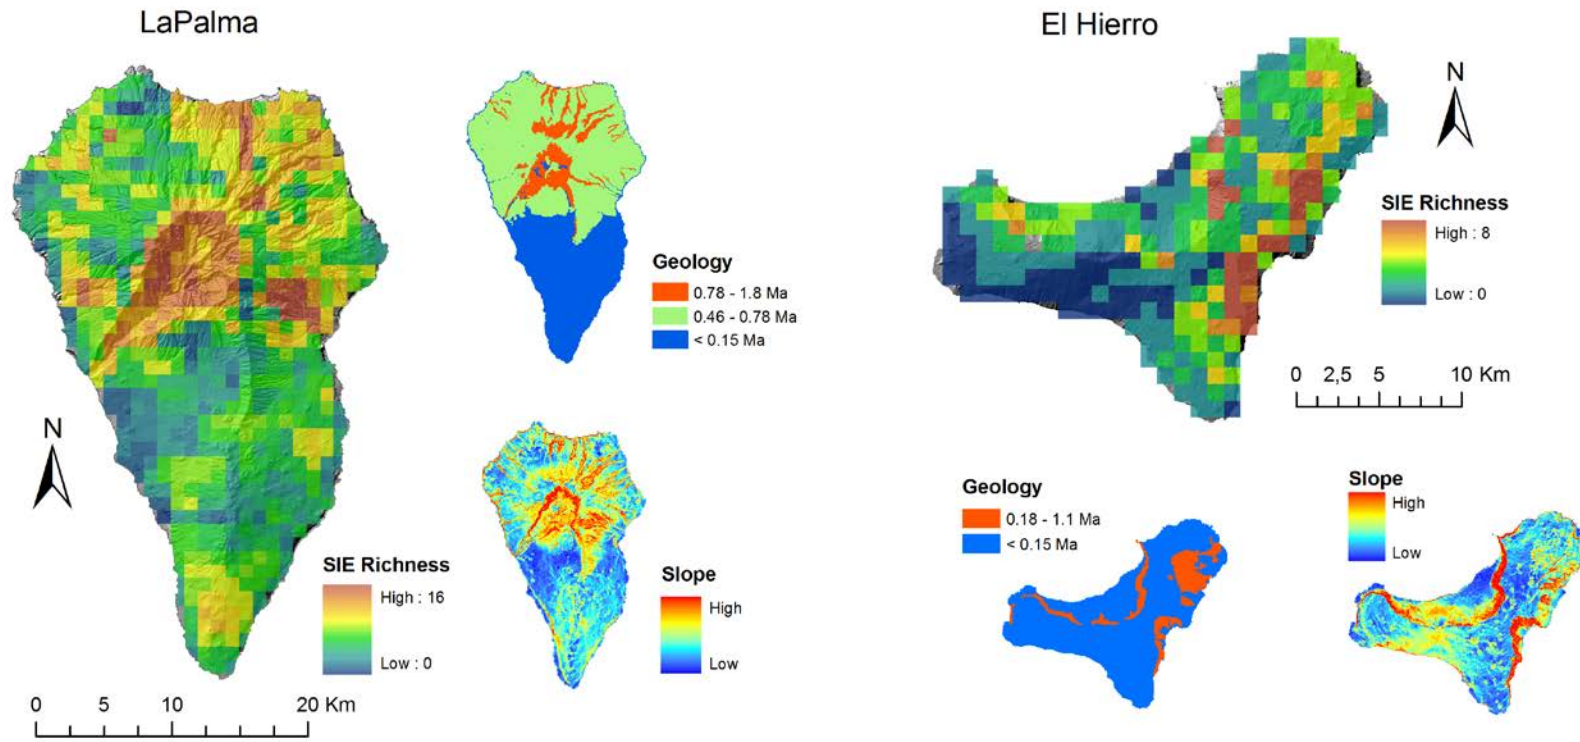 LaPalma
Geology
0.78 - 1.8 Ma
0.46 - 0.78 Ma
< 0.15 Ma
N
SIE Richness
High : 16
Low : 0
Slope
High
Low
0 5 10 20 Km
El Hierro
N
SIE Richness
High : 8
Low : 0
0 2,5 5 10 Km
Geology
0.18 - 1.1 Ma
< 0.15 Ma
Slope
High
Low